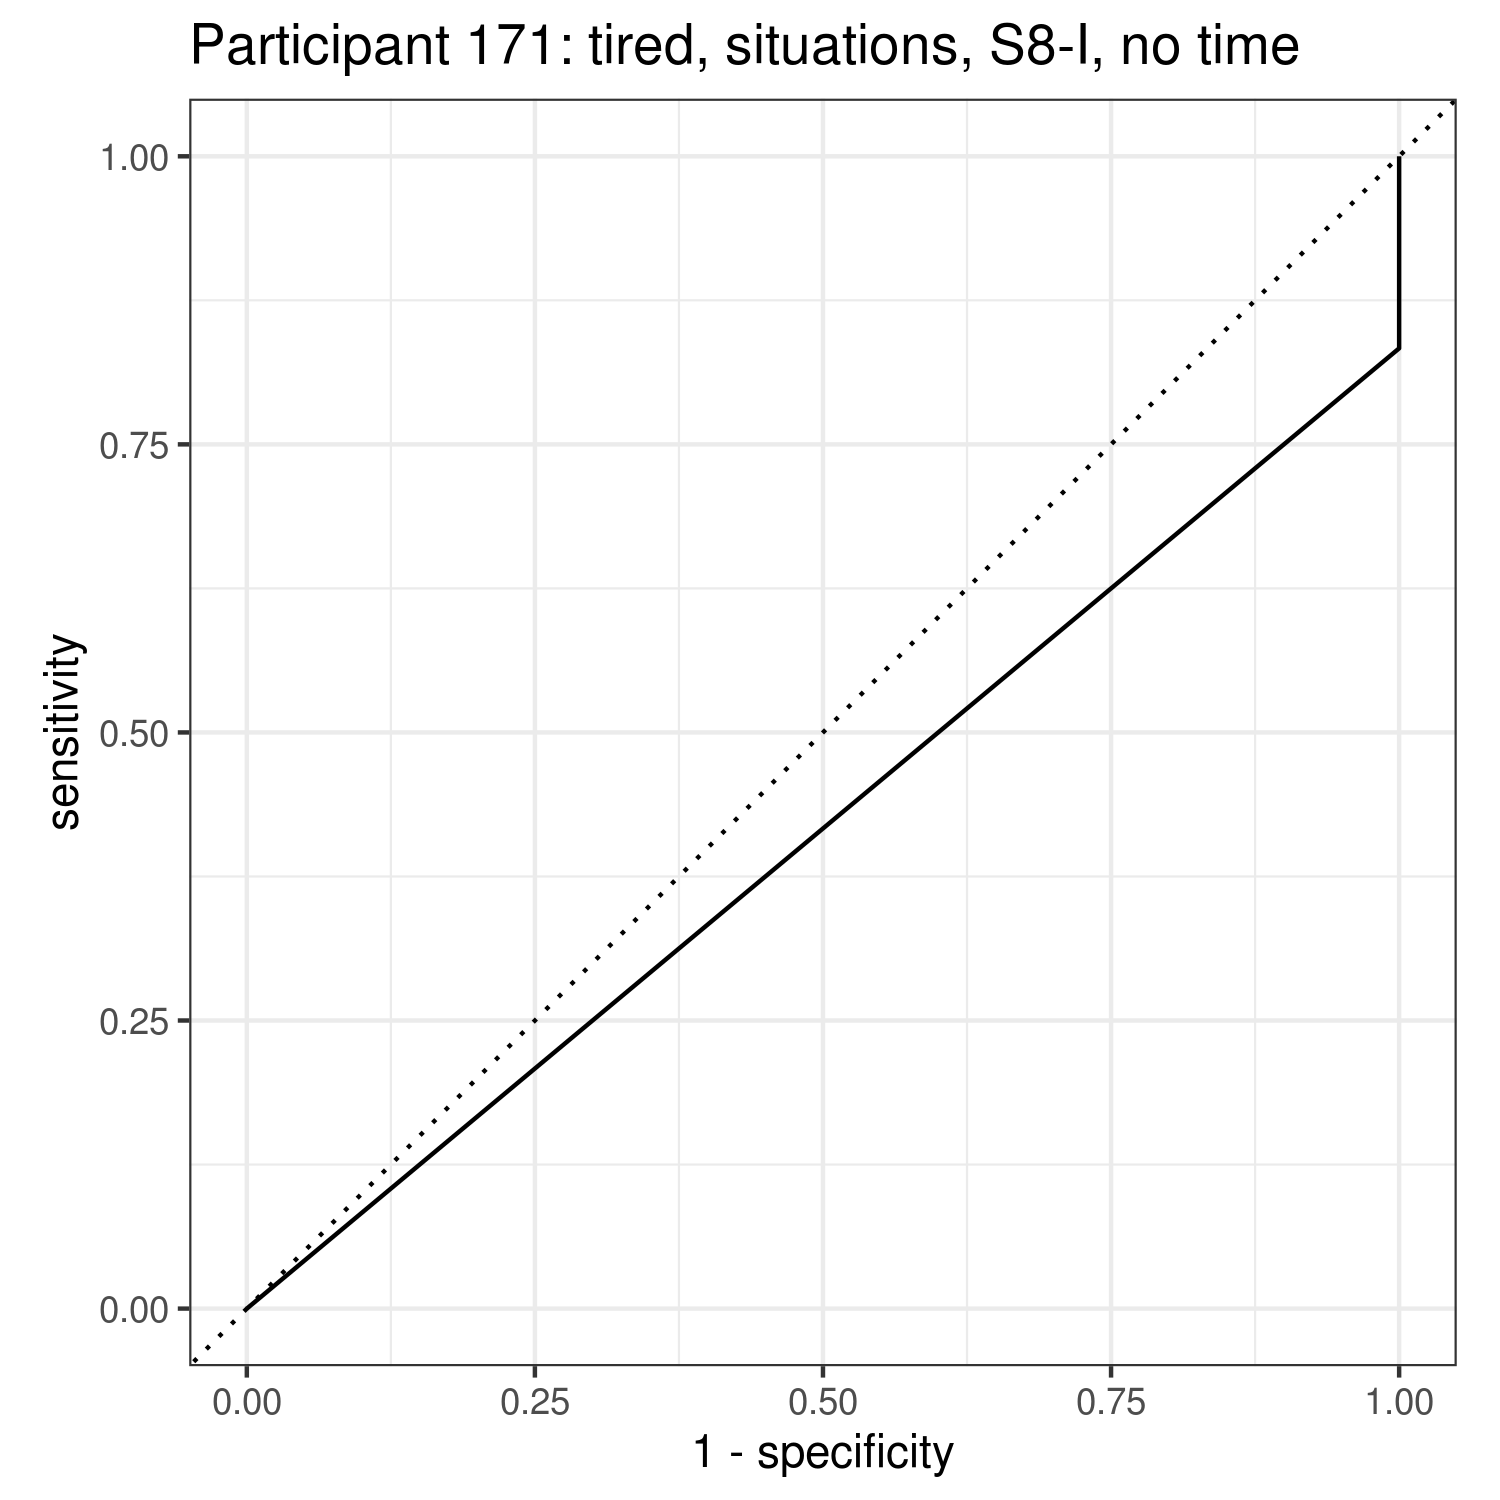 Participant 171: tired, situations, S8-I, no time
1.00
0.75
0.50
0.25
0.00
sensitivity
0.00 0.25 0.50 0.75 1.00
1 - specificity